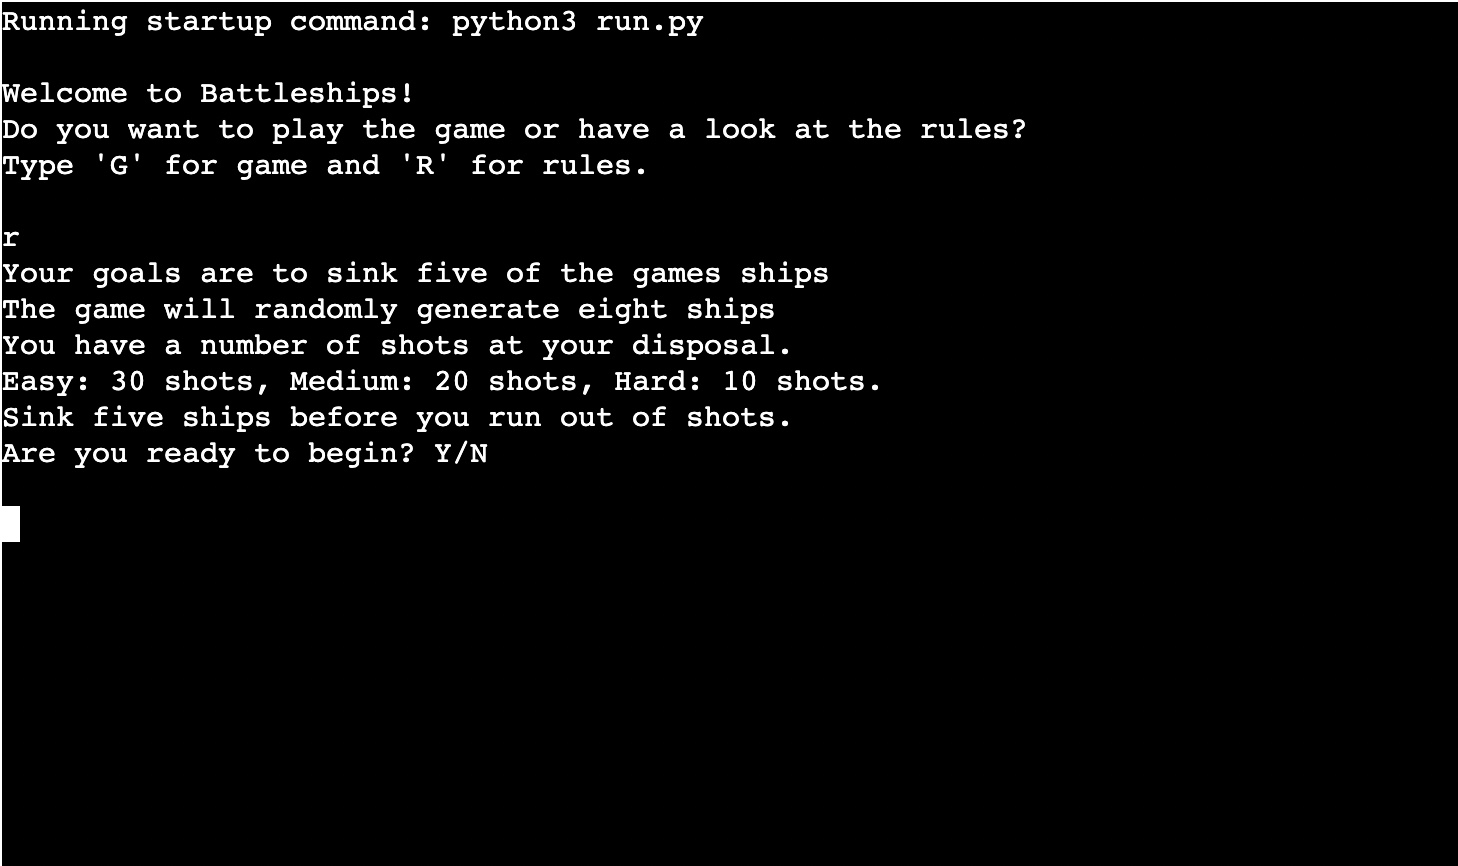 Running startup command: python3 run.py
Welcome to Battleships!
Do you want to play the game or have a look at the rules?
Type 'G' for game and 'R' for rules.
r
Your goals are to sink five of the games ships
The game will randomly generate eight ships
You have a number of shots at your disposal.
Easy: 30 shots, Medium: 20 shots, Hard: 10 shots.
Sink five ships before you run out of shots.
Are you ready to begin? Y/N